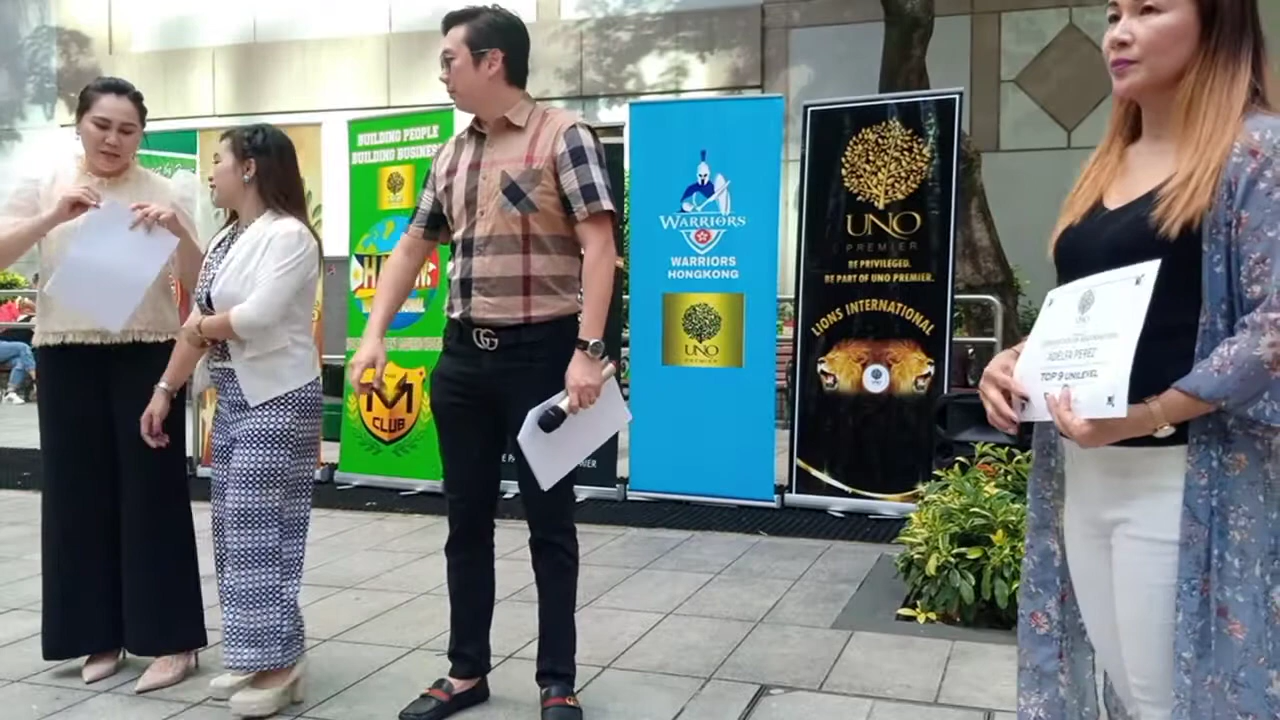 BUILDING PEOPLE
BUILDING BUSINESS
CLUB
WARRIORS
WARRIORS
HONGKONG
UNO
PREMIER
UNO
PREMIER
BE PRIVILEGED.
BE PART OF UNO PREMIER.
LIONS INTERNATIONAL
UNO
ADELFA PEREZ
TOP 9 UNILEVEL